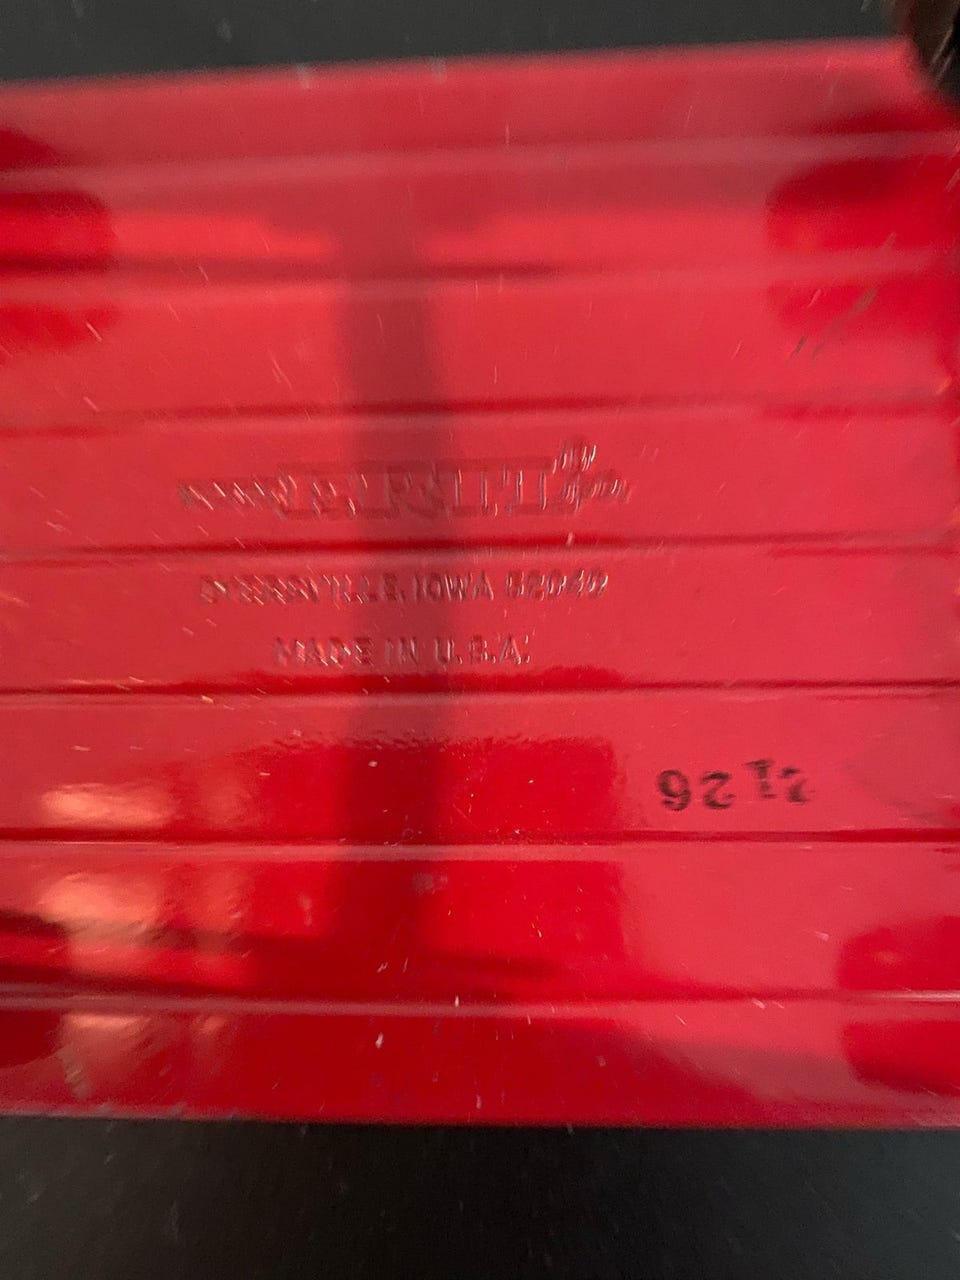 ERTL
DYERSVILLE, IOWA 52040
MADE IN U.S.A.